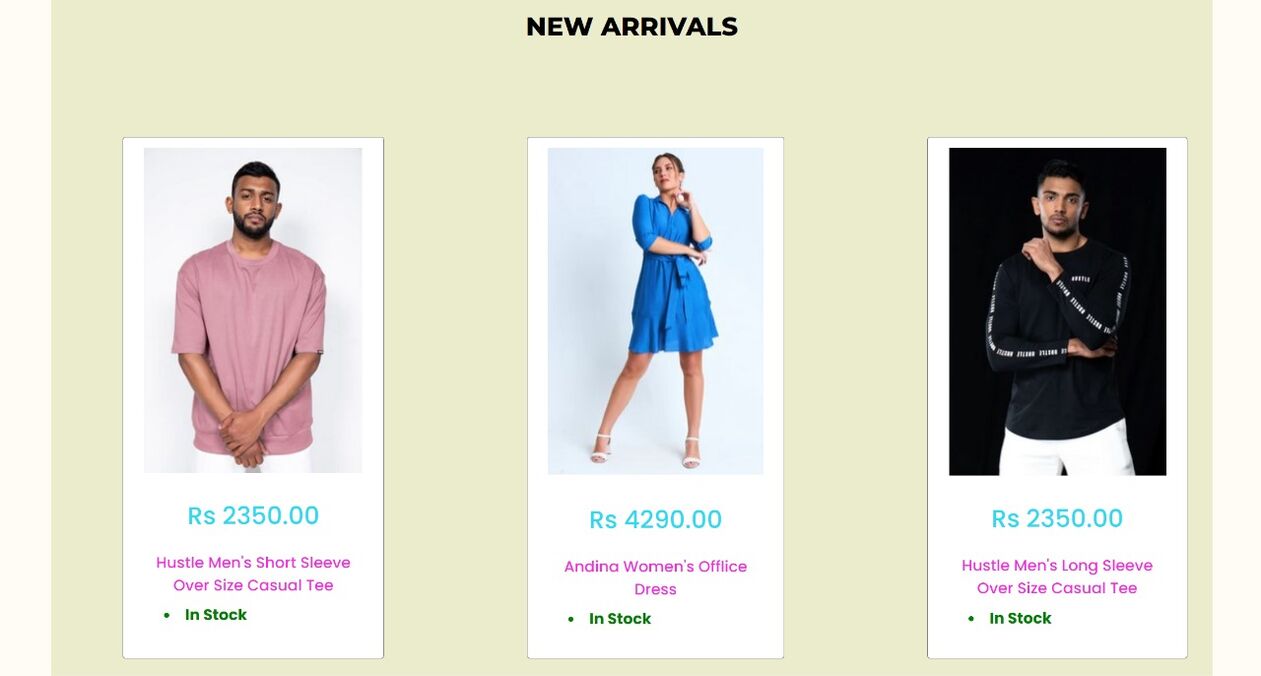 NEW ARRIVALS
HUSTLE
Rs 2350.00
Hustle Men's Short Sleeve
Over Size Casual Tee
• In Stock
Rs 4290.00
Andina Women's Offlice
Dress
• In Stock
Rs 2350.00
Hustle Men's Long Sleeve
Over Size Casual Tee
• In Stock